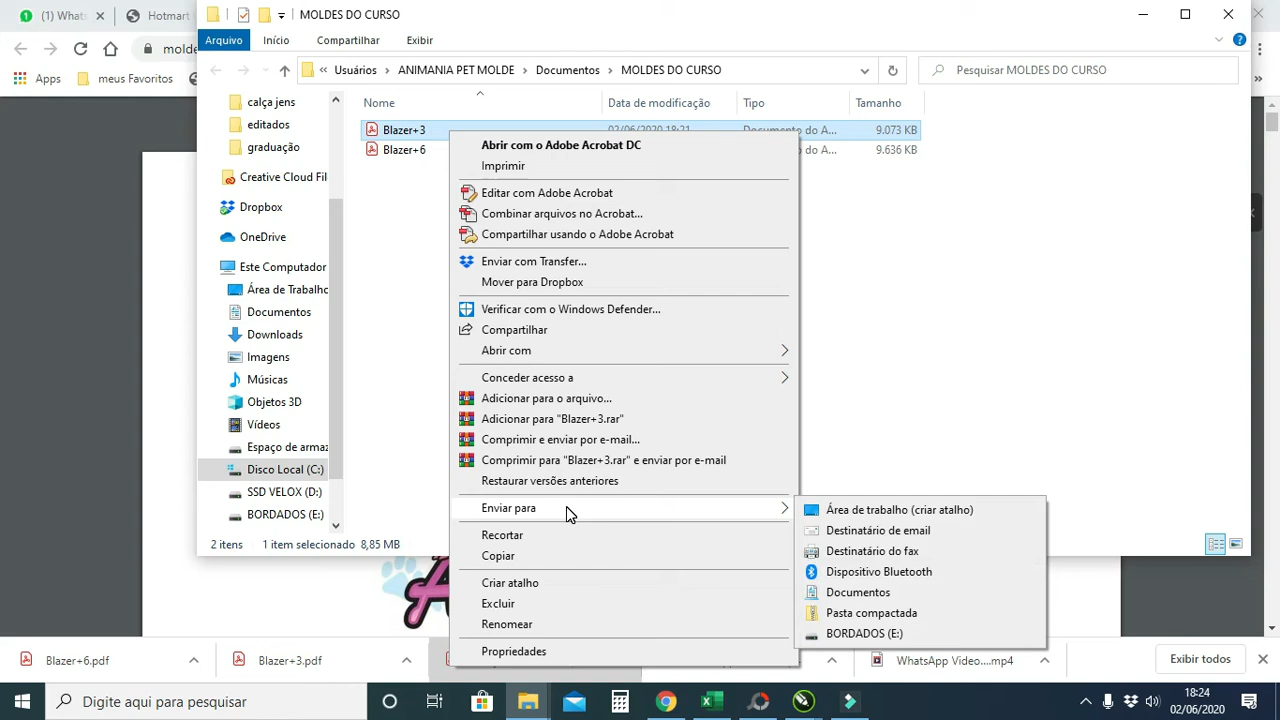 (1) Whats
Hotmart
MOLDES DO CURSO
Arquivo
Início
Compartilhar
Exibir
molde
« Usuários > ANIMANIA PET MOLDE > Documentos > MOLDES DO CURSO
Pesquisar MOLDES DO CURSO
Apps
meus Favoritos
Nome
Data de modificação
Tipo
Tamanho
calça jens
editados
graduação
Creative Cloud Fil
Dropbox
OneDrive
Este Computador
Área de Trabalho
Documentos
Downloads
Imagens
Músicas
Objetos 3D
Vídeos
Espaço de armaz
Disco Local (C:)
SSD VELOX (D:)
BORDADOS (E:)
Blazer+3
02/06/2020 18:21
Documento do A...
9.073 KB
Blazer+6
do A...
9.636 KB
Abrir com o Adobe Acrobat DC
Imprimir
Editar com Adobe Acrobat
Combinar arquivos no Acrobat...
Compartilhar usando o Adobe Acrobat
Enviar com Transfer...
Mover para Dropbox
Verificar com o Windows Defender...
Compartilhar
Abrir com
Conceder acesso a
Adicionar para o arquivo...
Adicionar para "Blazer+3.rar"
Comprimir e enviar por e-mail...
Comprimir para "Blazer+3.rar" e enviar por e-mail
Restaurar versões anteriores
Enviar para
Recortar
Copiar
Criar atalho
Excluir
Renomear
Propriedades
Área de trabalho (criar atalho)
Destinatário de email
Destinatário do fax
Dispositivo Bluetooth
Documentos
Pasta compactada
BORDADOS (E:)
2 itens
1 item selecionado 8,85 MB
Blazer+6.pdf
Blazer+3.pdf
WhatsApp Video....mp4
Exibir todos
Digite aqui para pesquisar
18:24
02/06/2020